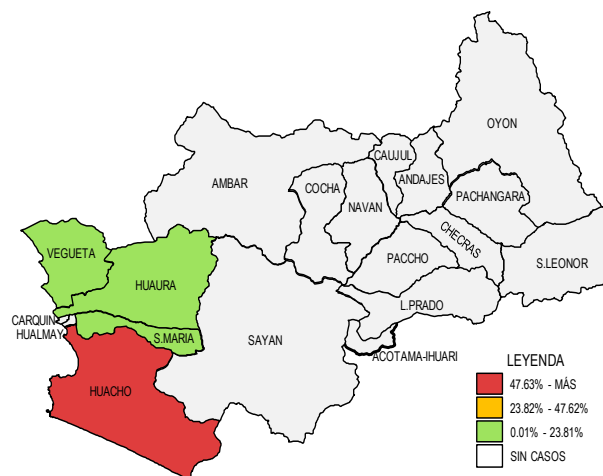 OYON
CAUJUL
ANDAJES
AMBAR
COCHA
NAVAN
PACHANGARA
CHECRAS
VEGUETA
HUAURA
PACCHO
S.LEONOR
L.PRADO
CARQUIN
HUALMAY
S.MARIA
SAYAN
ACOTAMA-IHUARI
HUACHO
LEYENDA
47.63% - MÁS
23.82% - 47.62%
0.01% - 23.81%
SIN CASOS